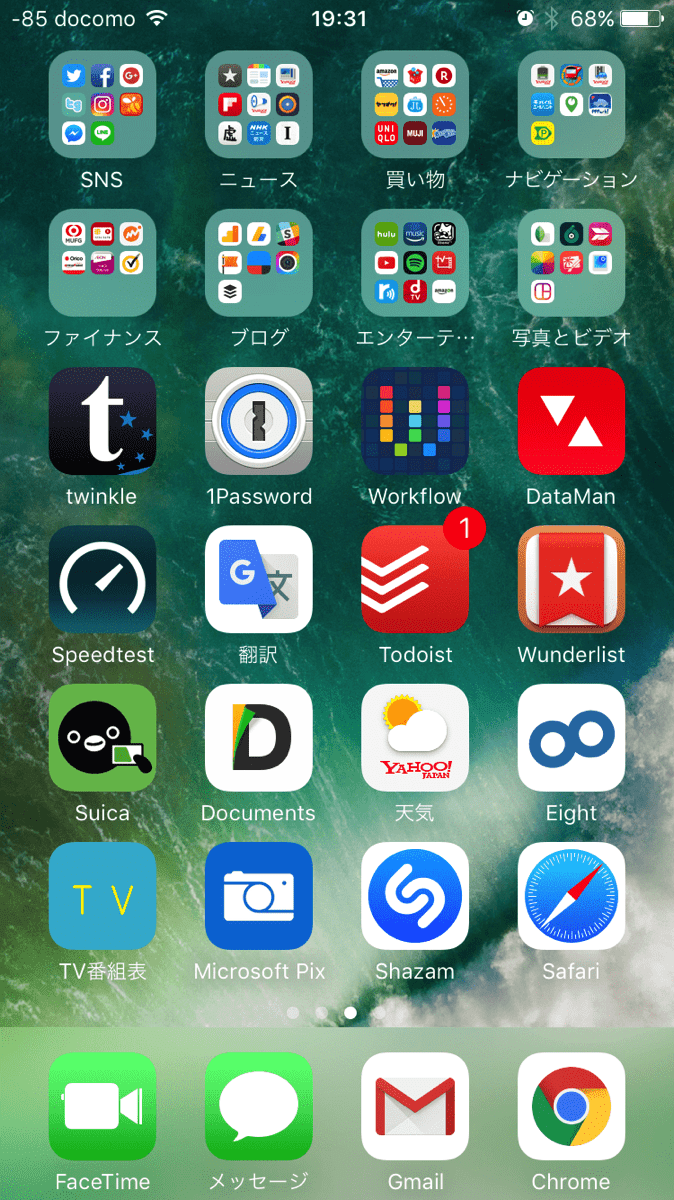 -85 docomo 19:31 68%
SNS ニュース 買い物 ナビゲーション
ファイナンス ブログ エンターテ… 写真とビデオ
twinkle 1Password Workflow DataMan
1
Speedtest 翻訳 Todoist Wunderlist
YAHOO!
JAPAN
Suica Documents 天気 Eight
TV
TV番組表 Microsoft Pix Shazam Safari
FaceTime メッセージ Gmail Chrome